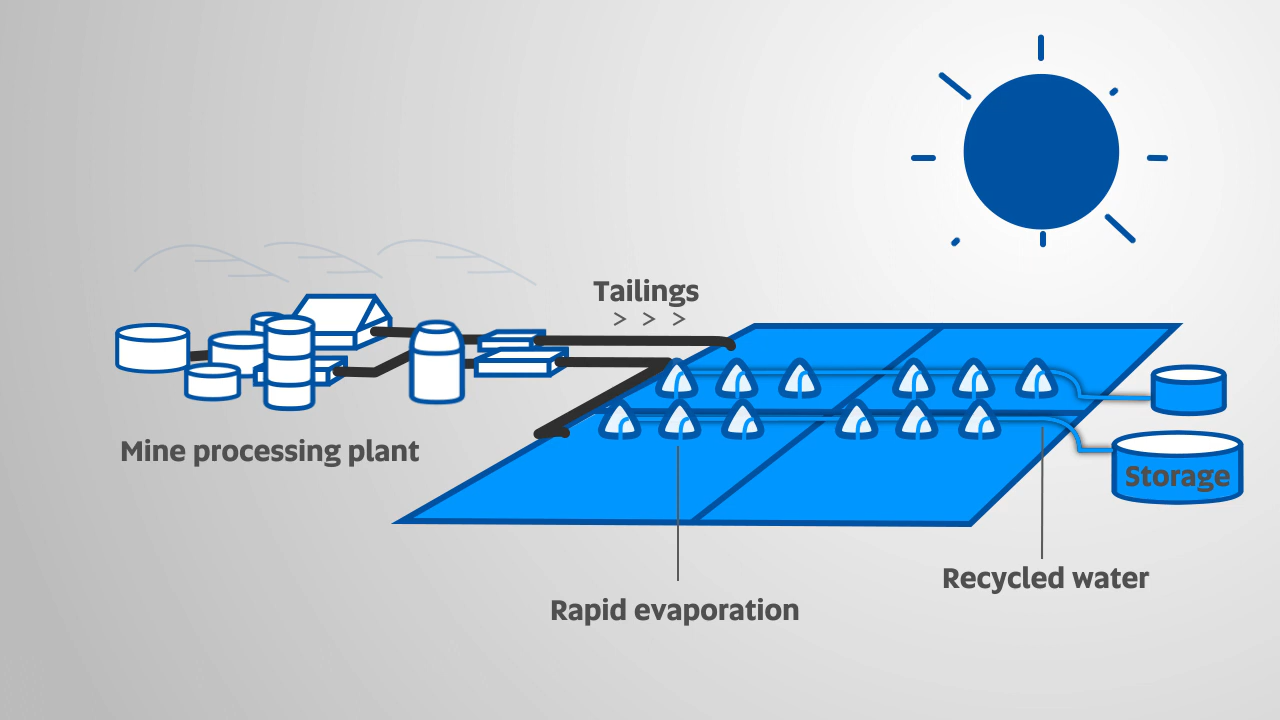 Tailings
> > >
Mine processing plant
Storage
Recycled water
Rapid evaporation